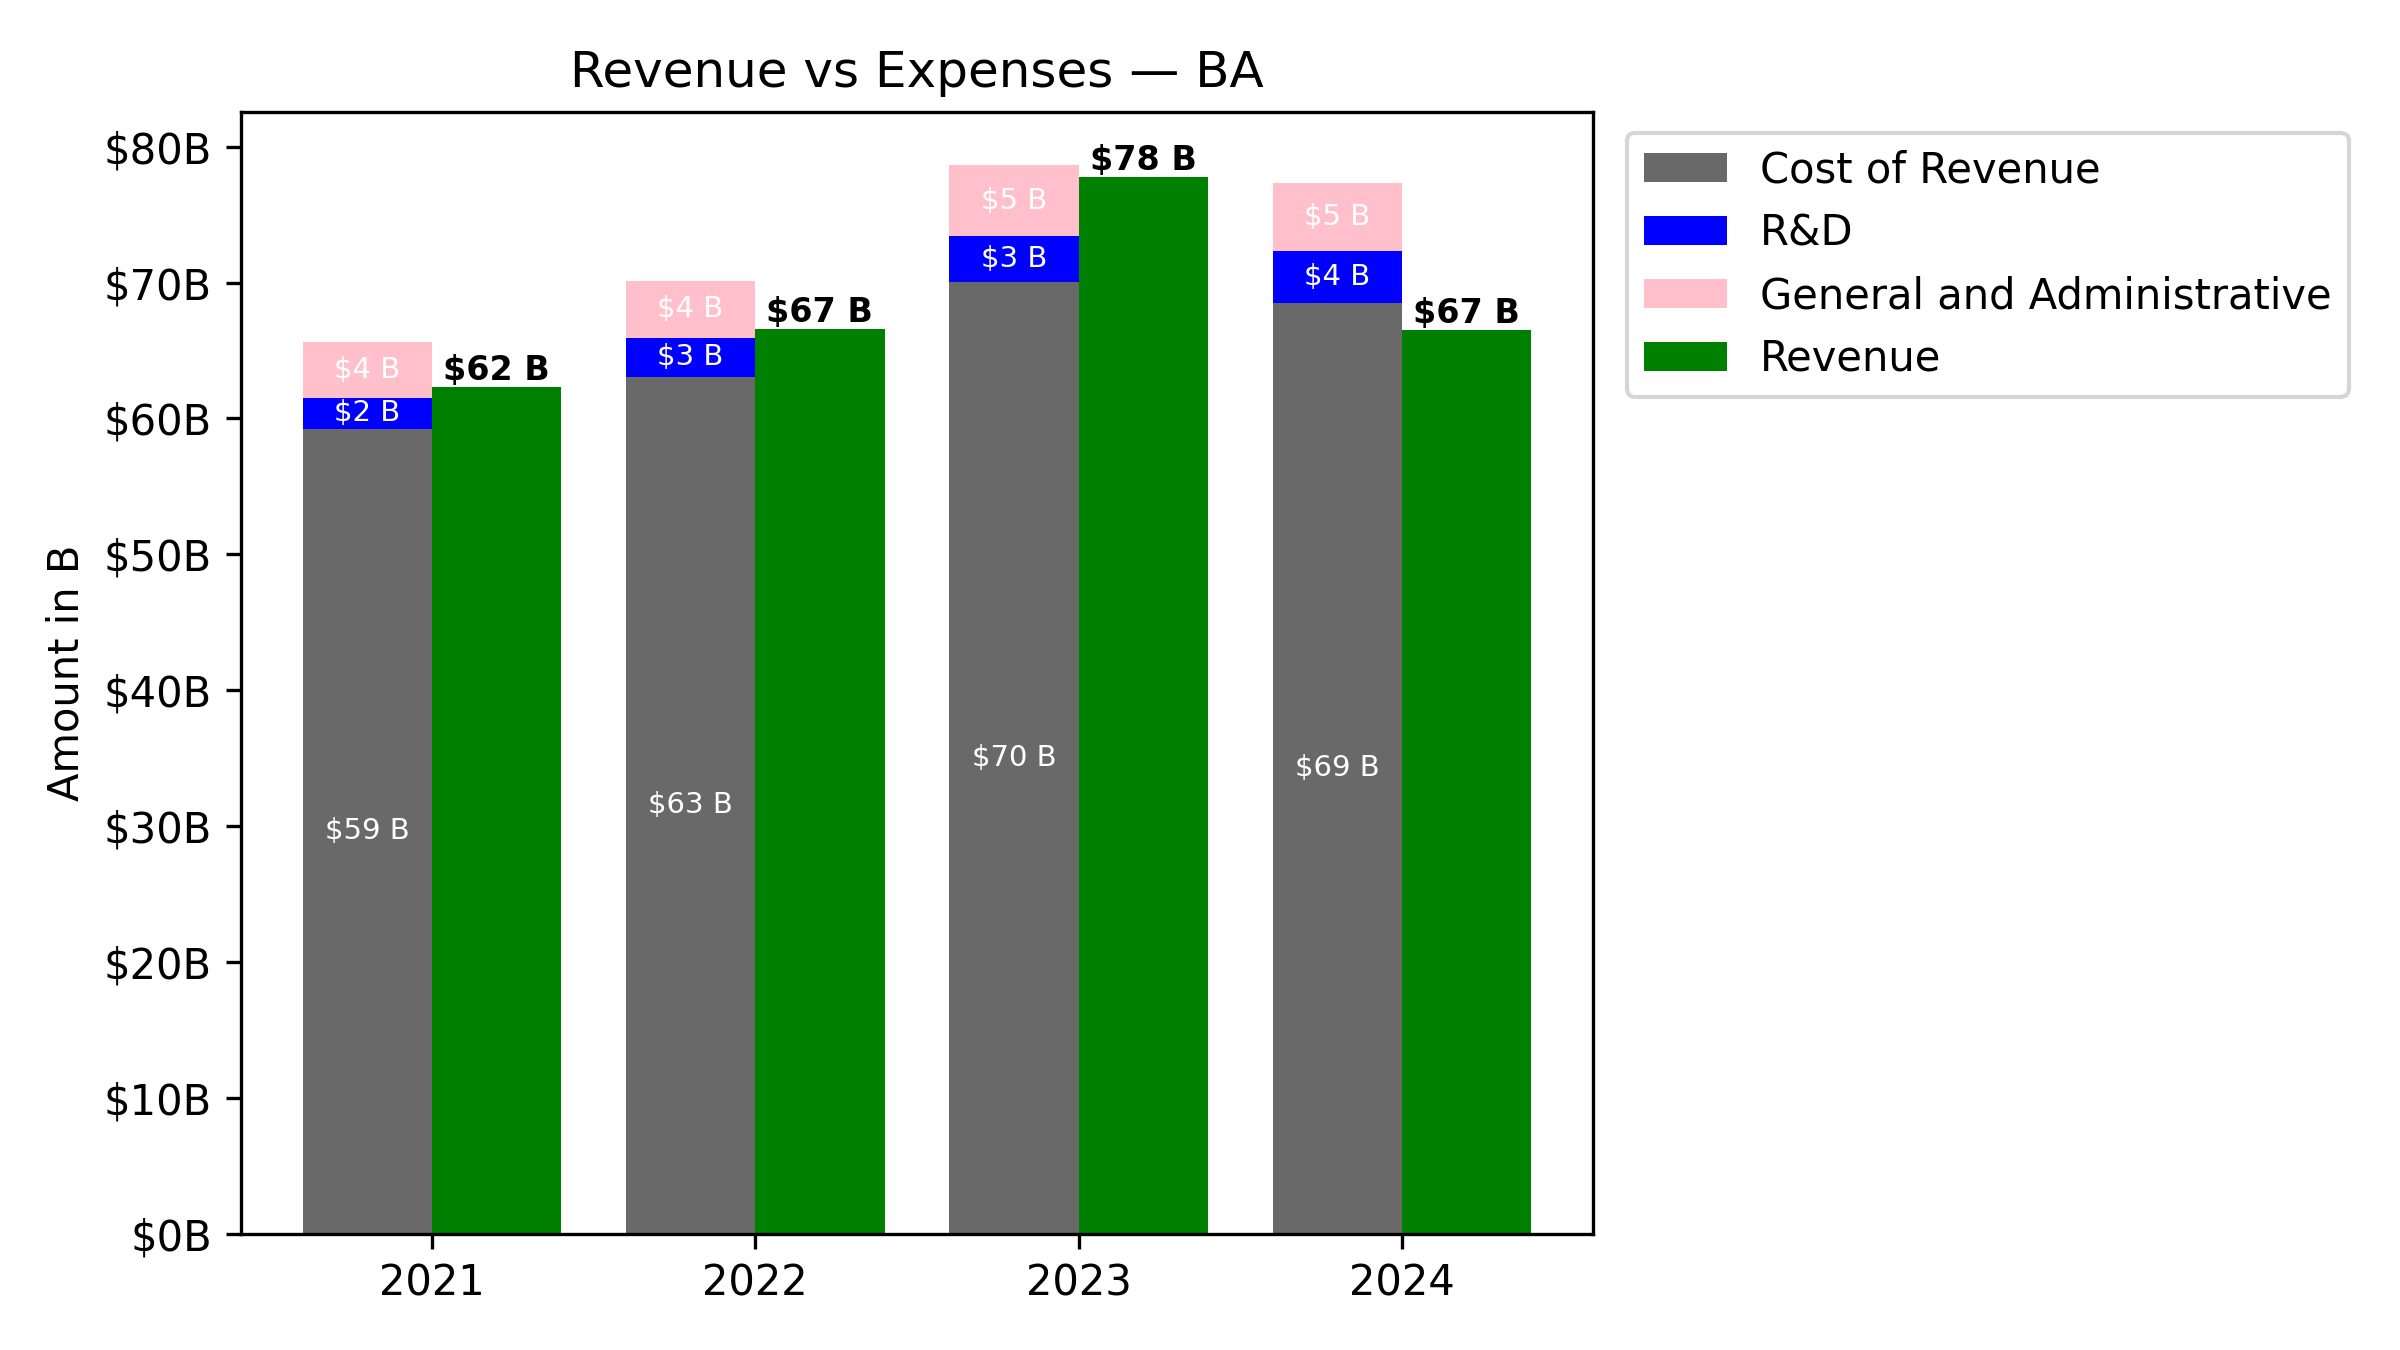 Revenue vs Expenses — BA
Amount in B
$80B
$70B
$60B
$50B
$40B
$30B
$20B
$10B
$0B
$4 B
$2 B
$59 B
$62 B
$4 B
$3 B
$63 B
$67 B
$5 B
$3 B
$70 B
$78 B
$5 B
$4 B
$69 B
$67 B
2021
2022
2023
2024
Cost of Revenue
R&D
General and Administrative
Revenue